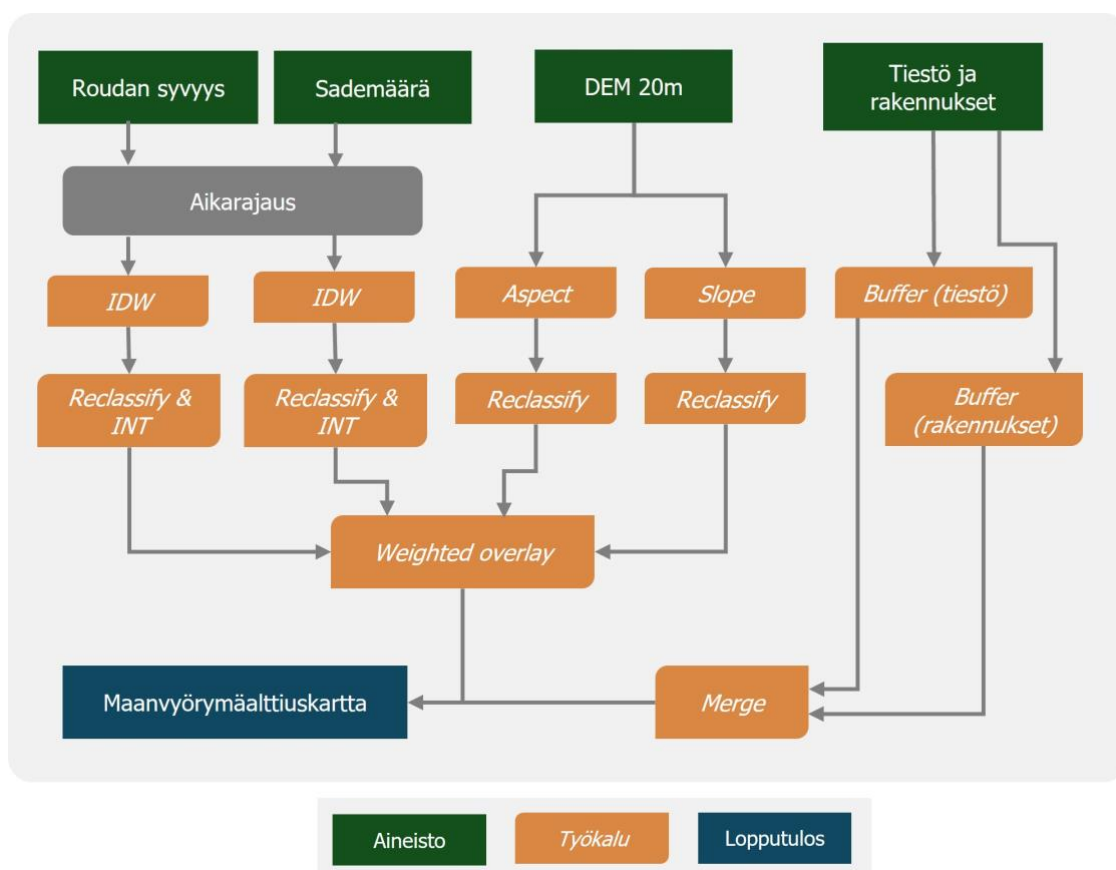 Roudan syvyys
Sademäärä
DEM 20m
Tiestö ja
rakennukset
Aikarajaus
IDW
IDW
Aspect
Slope
Buffer (tiestö)
Reclassify &
INT
Reclassify &
INT
Reclassify
Reclassify
Buffer
(rakennukset)
Weighted overlay
Maanvyörymäalttiuskartta
Merge
Aineisto
Työkalu
Lopputulos